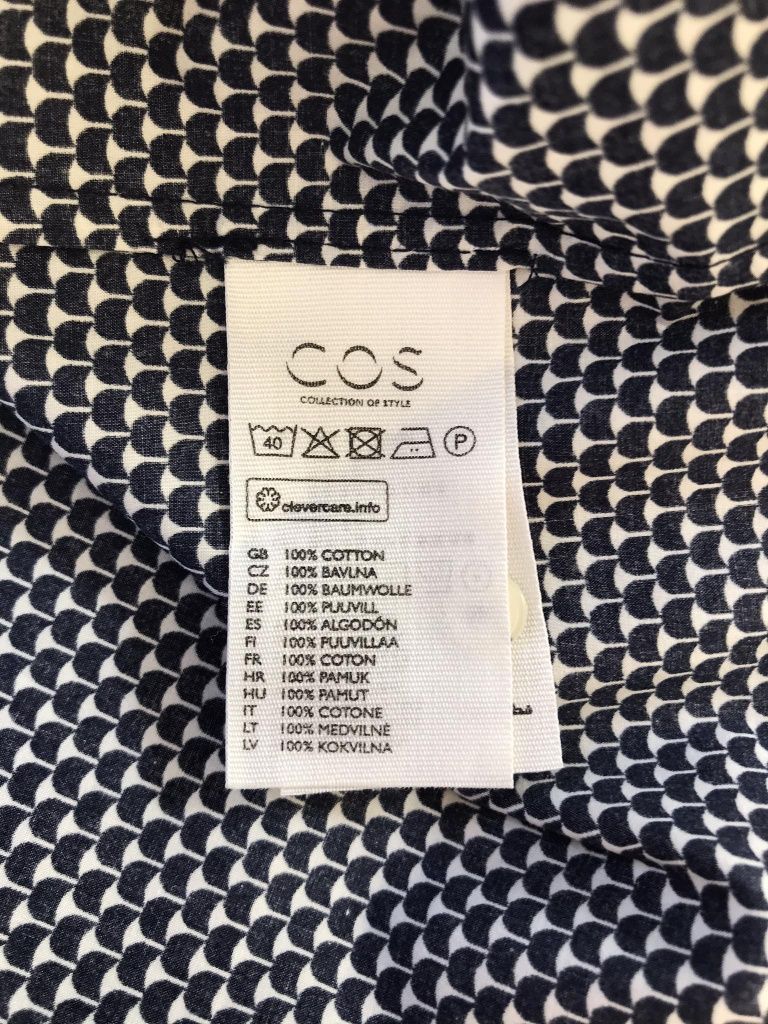 COS
COLLECTION OF STYLE
40 P
clevercare.info
GB 100% COTTON
CZ 100% BAVLNA
DE 100% BAUMWOLLE
EE 100% PUUVILL
ES 100% ALGODÓN
FI 100% PUUVILLAA
FR 100% COTON
HR 100% PAMUK
HU 100% PAMUT
IT 100% COTONE
LT 100% MEDVILNĖ
LV 100% KOKVILNA